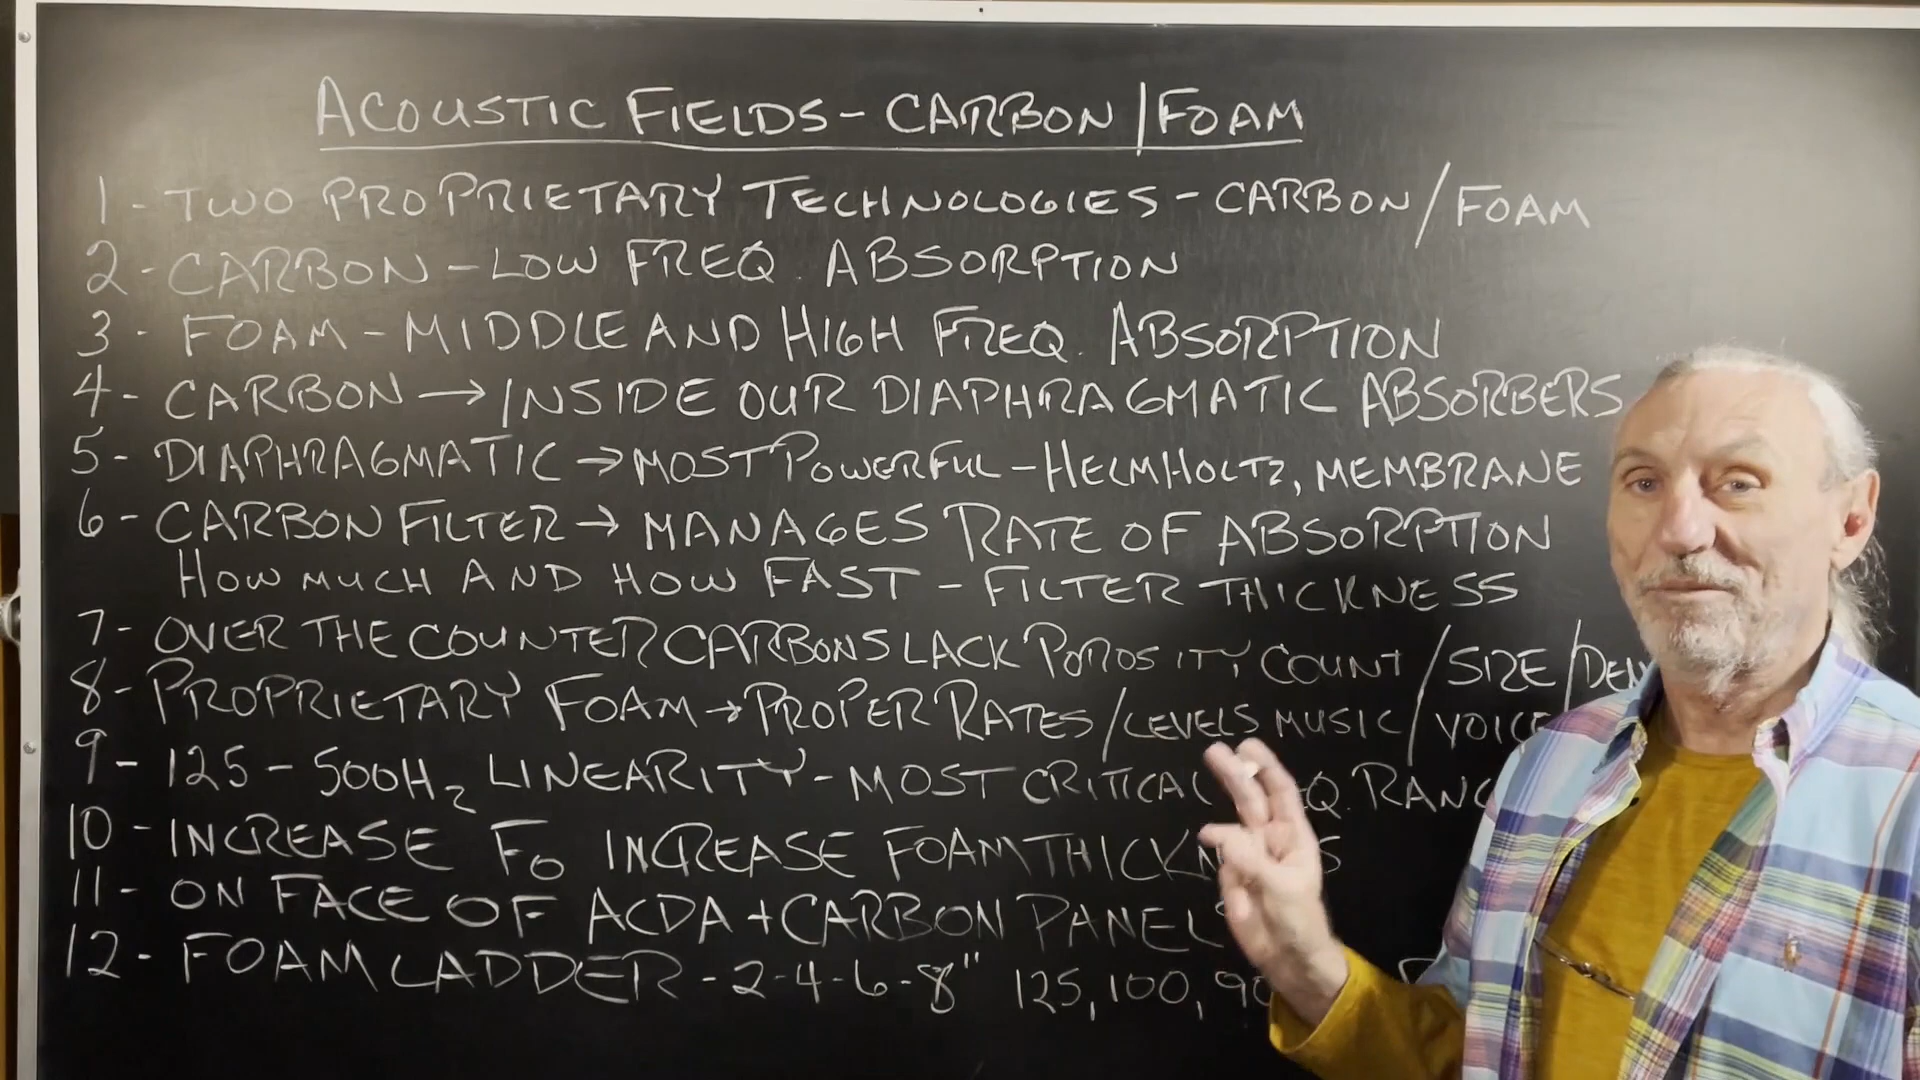 ACOUSTIC FIELDS - CARBON/FOAM
1 - TWO PROPRIETARY TECHNOLOGIES - CARBON/FOAM
2 - CARBON - LOW FREQ. ABSORPTION
3 - FOAM - MIDDLE AND HIGH FREQ. ABSORPTION
4 - CARBON → INSIDE OUR DIAPHRAGMATIC ABSORBERS
5 - DIAPHRAGMATIC → MOST POWERFUL - HELMHOLTZ, MEMBRANE
6 - CARBON FILTER → MANAGES RATE OF ABSORPTION
HOW MUCH AND HOW FAST - FILTER THICKNESS
7 - OVER THE COUNTER CARBONS LACK POROSITY COUNT/SIZE/
8 - PROPRIETARY FOAM → PROPER RATES/LEVELS MUSIC/VOICE
9 - 125 - 500HZ LINEARITY - MOST CRITICAL
10 - INCREASE FO INCREASE FOAM
11 - ON FACE OF ACDA + CARBON PANELS
12 - FOAM LADDER - 2-4-6-8" 125, 100, 90